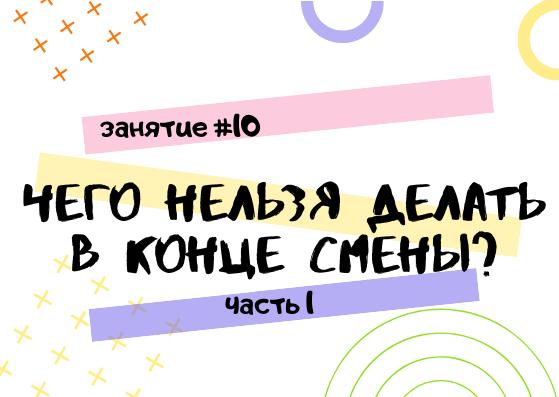 занятие #10
ЧЕГО НЕЛЬЗЯ ДЕЛАТЬ
В КОНЦЕ СМЕНЫ?
часть 1